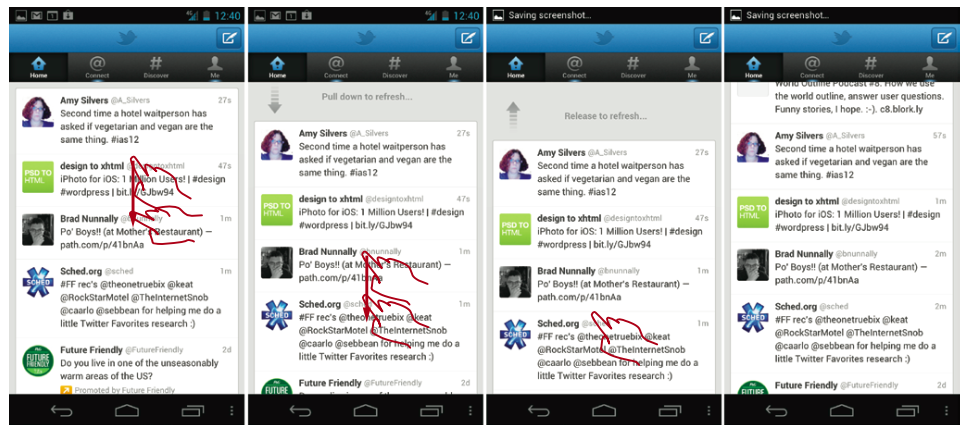 12:40
Home
Connect
Discover
Me
Amy Silvers @A_Silvers 27s
Second time a hotel waitperson has
asked if vegetarian and vegan are the
same thing. #ias12
PSD TO
HTML
design to xhtml @designtoxhtml 47s
iPhoto for iOS: 1 Million Users! | #design
#wordpress | bit.ly/GJbw94
Brad Nunnally @bnunnally 1m
Po' Boys!! (at Mother's Restaurant) —
path.com/p/41bnAa
SCHED
Sched.org @sched 1m
#FF rec's @theonetruebix @keat
@RockStarMotel @TheInternetSnob
@caarlo @sebbean for helping me do a
little Twitter Favorites research :)
FUTURE
FRIENDLY
Future Friendly @FutureFriendly 2d
Do you live in one of the unseasonably
warm areas of the US?
Promoted by Future Friendly
12:40
Home
Connect
Discover
Me
Pull down to refresh...
Amy Silvers @A_Silvers 27s
Second time a hotel waitperson has
asked if vegetarian and vegan are the
same thing. #ias12
PSD TO
HTML
design to xhtml @designtoxhtml 47s
iPhoto for iOS: 1 Million Users! | #design
#wordpress | bit.ly/GJbw94
Brad Nunnally @bnunnally 1m
Po' Boys!! (at Mother's Restaurant) —
path.com/p/41bnAa
SCHED
Sched.org @sched 1m
#FF rec's @theonetruebix @keat
@RockStarMotel @TheInternetSnob
@caarlo @sebbean for helping me do a
little Twitter Favorites research :)
FUTURE
Future Friendly @FutureFriendly 2d
Saving screenshot...
Home
Connect
Discover
Me
Release to refresh...
Amy Silvers @A_Silvers 27s
Second time a hotel waitperson has
asked if vegetarian and vegan are the
same thing. #ias12
PSD TO
HTML
design to xhtml @designtoxhtml 47s
iPhoto for iOS: 1 Million Users! | #design
#wordpress | bit.ly/GJbw94
Brad Nunnally @bnunnally 1m
Po' Boys!! (at Mother's Restaurant) —
path.com/p/41bnAa
SCHED
Sched.org @sched 1m
#FF rec's @theonetruebix @keat
@RockStarMotel @TheInternetSnob
@caarlo @sebbean for helping me do a
little Twitter Favorites research :)
Saving screenshot...
Home
Connect
Discover
Me
World Outline Podcast #8. How we use
the world outline, answer user questions.
Funny stories, I hope. :-). c8.blork.ly
Amy Silvers @A_Silvers 57s
Second time a hotel waitperson has
asked if vegetarian and vegan are the
same thing. #ias12
PSD TO
HTML
design to xhtml @designtoxhtml 1m
iPhoto for iOS: 1 Million Users! | #design
#wordpress | bit.ly/GJbw94
Brad Nunnally @bnunnally 2m
Po' Boys!! (at Mother's Restaurant) —
path.com/p/41bnAa
SCHED
Sched.org @sched 2m
#FF rec's @theonetruebix @keat
@RockStarMotel @TheInternetSnob
@caarlo @sebbean for helping me do a
little Twitter Favorites research :)
FUTURE
Future Friendly @FutureFriendly 2d